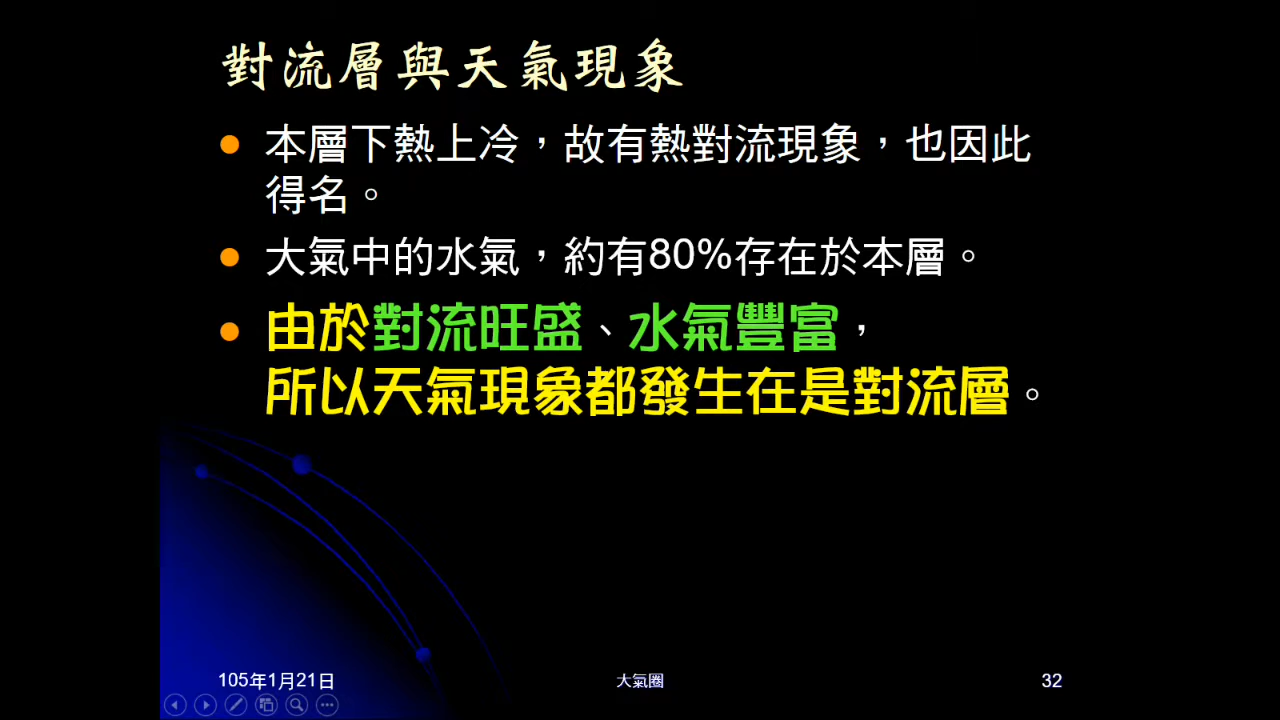 對流層與天氣現象
本層下熱上冷，故有熱對流現象，也因此
得名。
大氣中的水氣，約有80%存在於本層。
由於對流旺盛、水氣豐富，
所以天氣現象都發生在是對流層。
105年1月21日
大氣圈
32